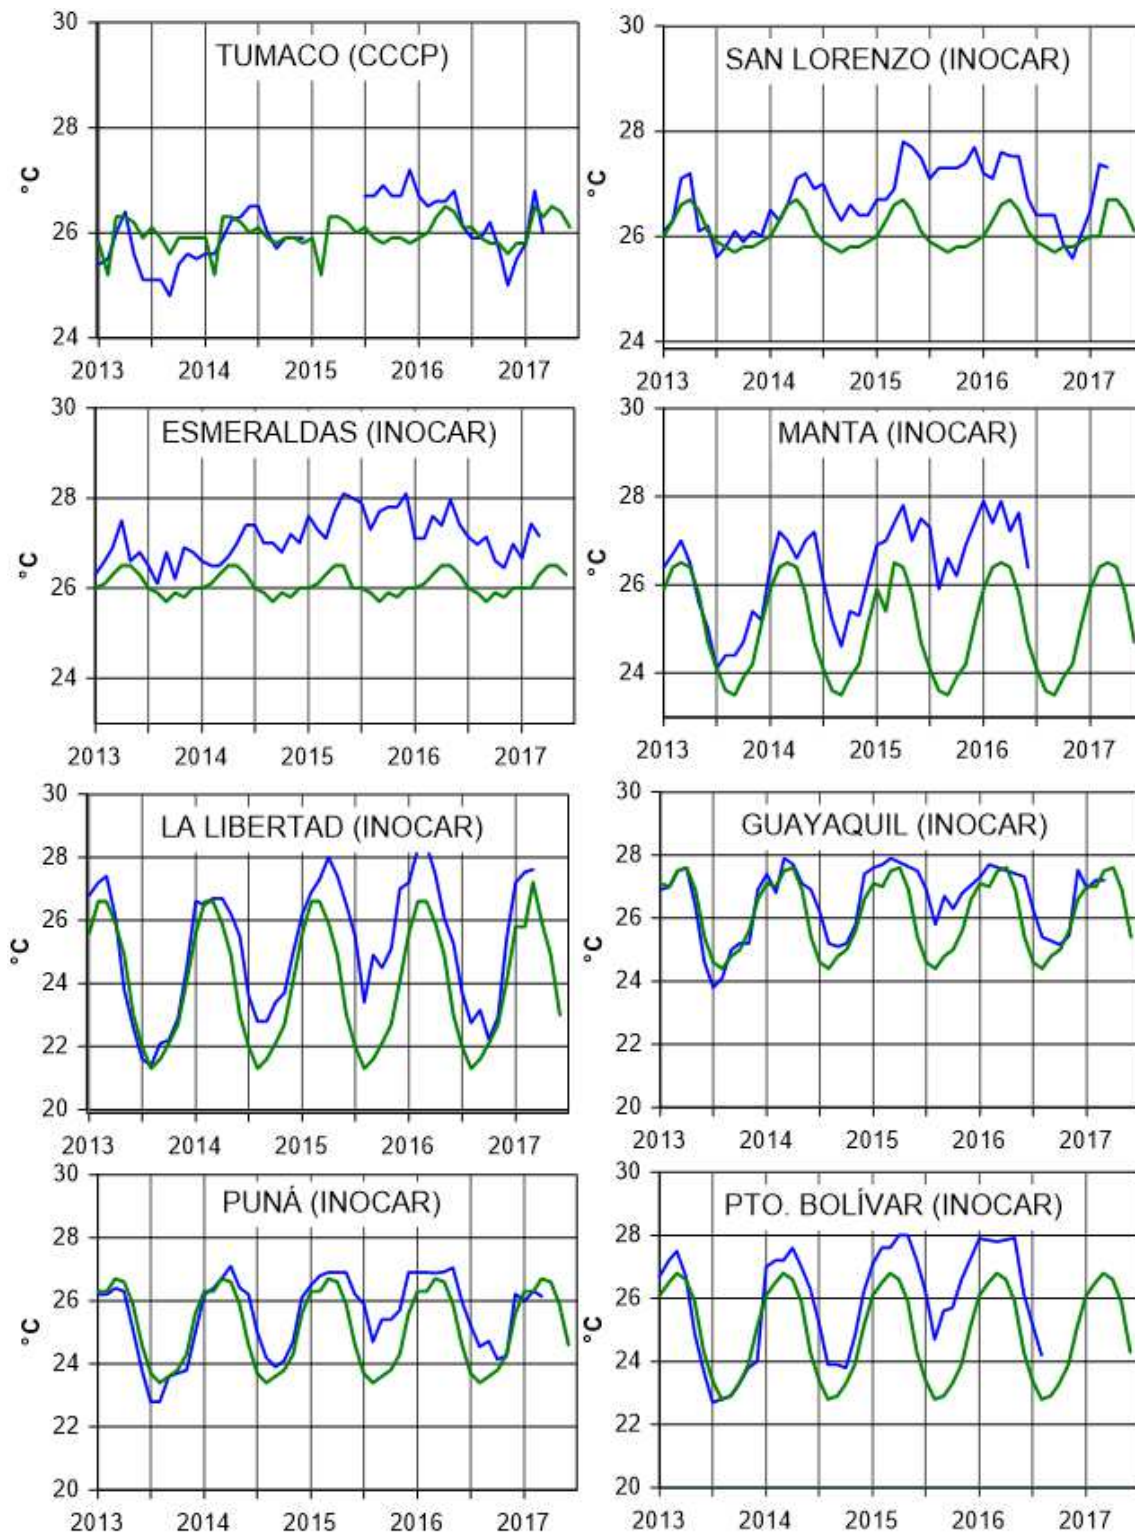 TUMACO (CCCP)
°C
30
28
26
24
2013 2014 2015 2016 2017
SAN LORENZO (INOCAR)
°C
30
28
26
24
2013 2014 2015 2016 2017
ESMERALDAS (INOCAR)
°C
30
28
26
24
2013 2014 2015 2016 2017
MANTA (INOCAR)
°C
30
28
26
24
2013 2014 2015 2016 2017
LA LIBERTAD (INOCAR)
°C
30
28
26
24
22
20
2013 2014 2015 2016 2017
GUAYAQUIL (INOCAR)
°C
30
28
26
24
22
20
2013 2014 2015 2016 2017
PUNÁ (INOCAR)
°C
30
28
26
24
22
20
2013 2014 2015 2016 2017
PTO. BOLÍVAR (INOCAR)
°C
30
28
26
24
22
20
2013 2014 2015 2016 2017